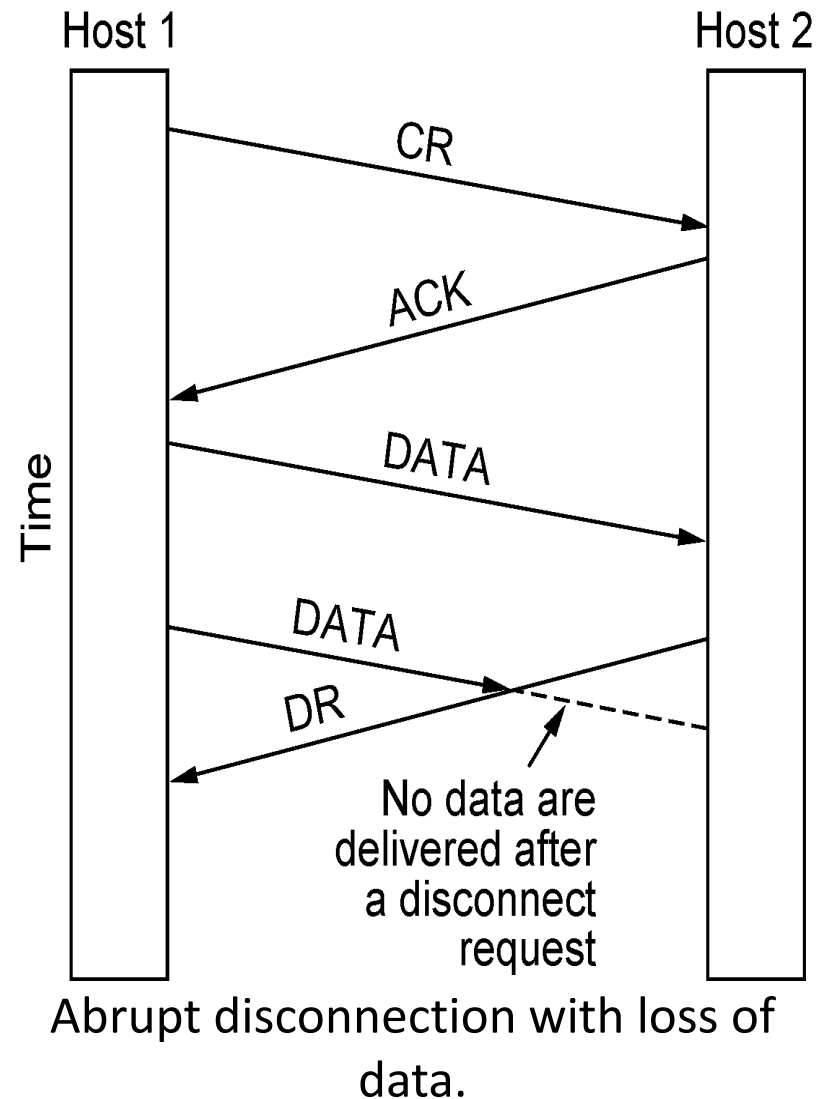 Host 1
Host 2
CR
ACK
DATA
Time
DATA
DR
No data are
delivered after
a disconnect
request
Abrupt disconnection with loss of
data.